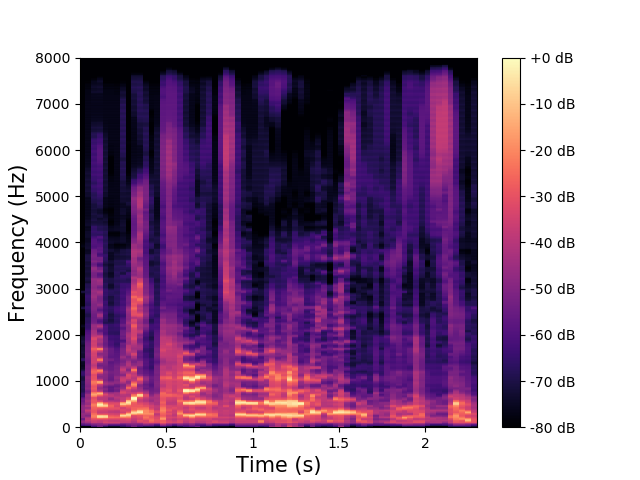 8000
7000
6000
5000
4000
3000
2000
1000
0
Frequency (Hz)
0
0.5
1
1.5
2
Time (s)
+0 dB
-10 dB
-20 dB
-30 dB
-40 dB
-50 dB
-60 dB
-70 dB
-80 dB